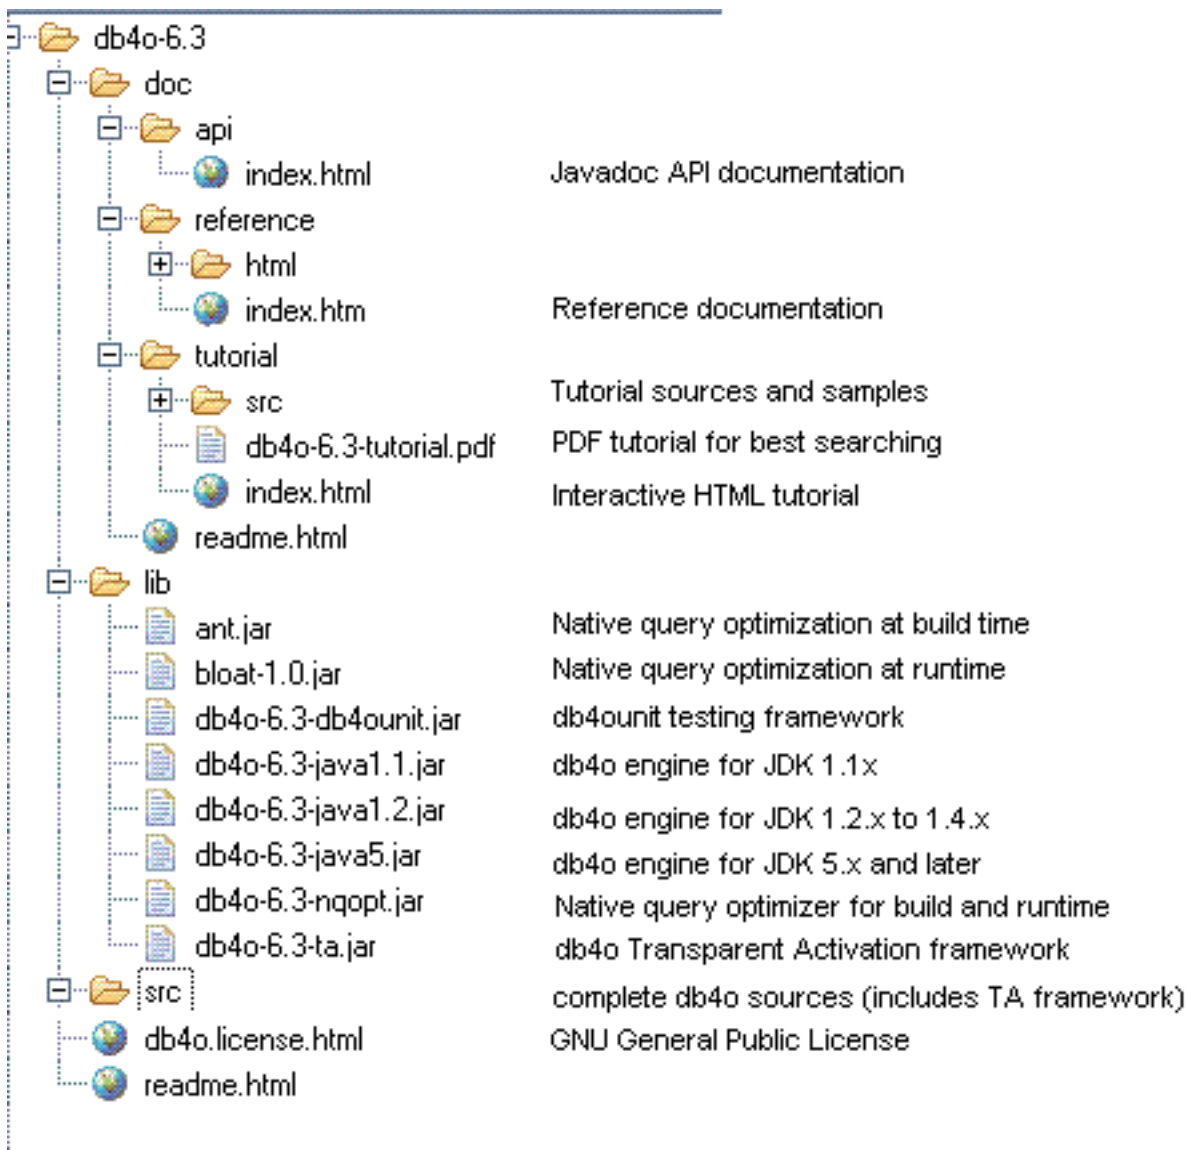 db4o-6.3
doc
api
index.html Javadoc API documentation
reference
html
index.htm Reference documentation
tutorial
src Tutorial sources and samples
db4o-6.3-tutorial.pdf PDF tutorial for best searching
index.html Interactive HTML tutorial
readme.html
lib
ant.jar Native query optimization at build time
bloat-1.0.jar Native query optimization at runtime
db4o-6.3-db4ounit.jar db4ounit testing framework
db4o-6.3-java1.1.jar db4o engine for JDK 1.1x
db4o-6.3-java1.2.jar db4o engine for JDK 1.2.x to 1.4.x
db4o-6.3-java5.jar db4o engine for JDK 5.x and later
db4o-6.3-nqopt.jar Native query optimizer for build and runtime
db4o-6.3-ta.jar db4o Transparent Activation framework
src complete db4o sources (includes TA framework)
db4o.license.html GNU General Public License
readme.html